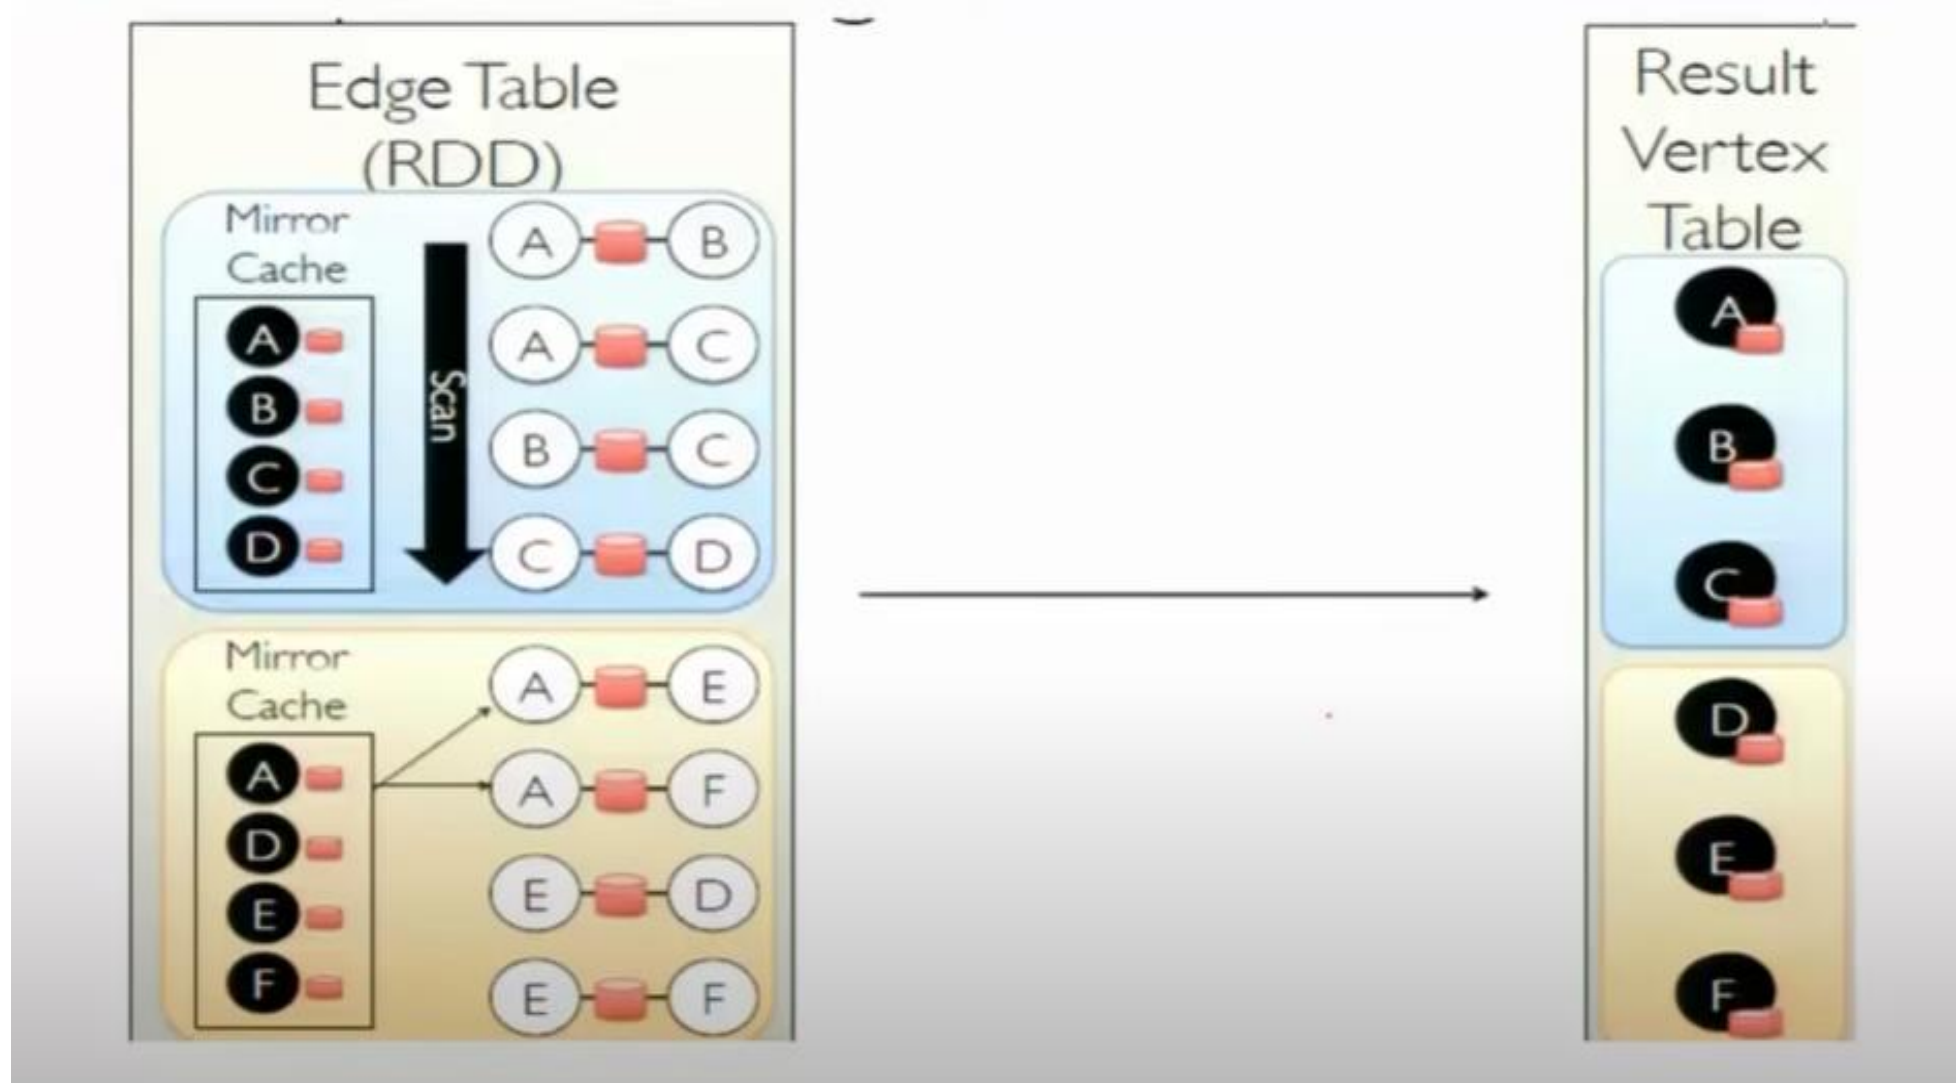 Edge Table
(RDD)
Mirror
Cache
A
B
C
D
Scan
A B
A C
B C
C D
Mirror
Cache
A
D
E
F
A E
A F
E D
E F
Result
Vertex
Table
A
B
C
D
E
F